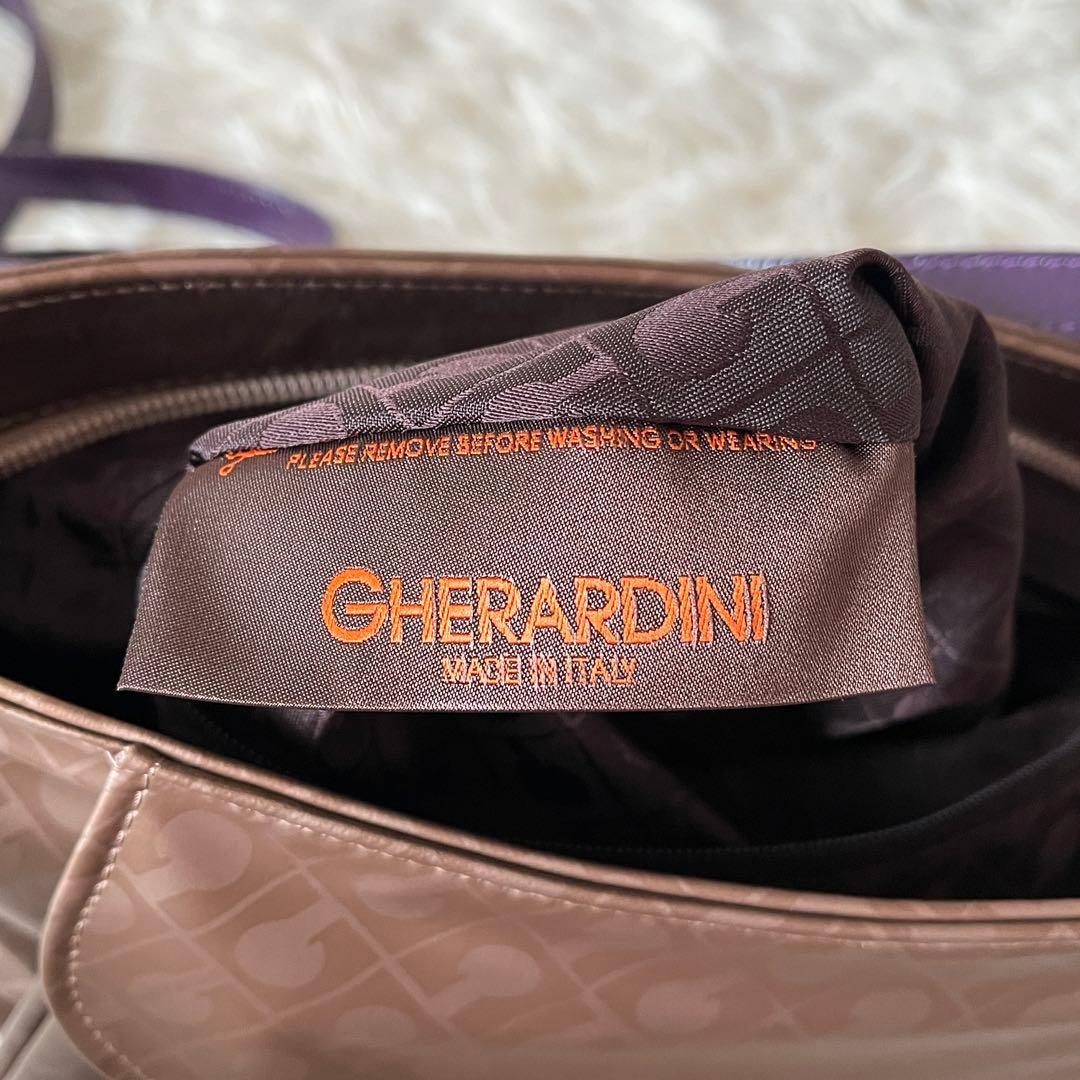 PLEASE REMOVE BEFORE WASHING OR WEARING
GHERARDINI
MADE IN ITALY